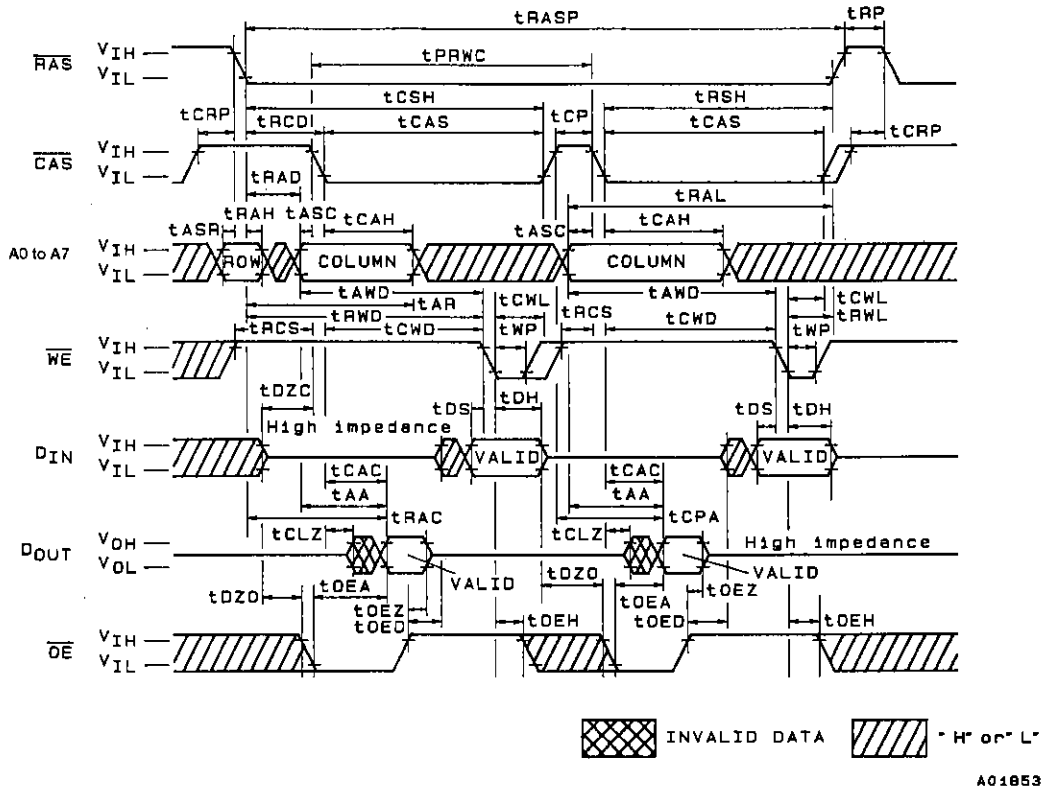 tRASP tRP
RAS VIH VIL
tPRWC
tCSH tRSH
tCRP tRCD tCAS tCP tCAS tCRP
CAS VIH VIL
tRAD tRAL
tRAH tASC tCAH tCAH
tASR tASC
A0 to A7 VIH VIL ROW COLUMN COLUMN
tAWD tAR tCWL tAWD tCWL
tRWD tRCS tRWL
tRCS tCWD tWP tCWD tWP
WE VIH VIL
tDZC tDS tDH tDS tDH
High impedance
DIN VIH VIL VALID VALID
tCAC tCAC
tAA tAA
tRAC tCPA
tCLZ tCLZ
High impedance
DOUT VOH VOL
VALID VALID
tDZO tOEA tDZO tOEA tOEZ
tOEZ
tOED tOEH tOED tOEH
OE VIH VIL
INVALID DATA "H" or "L"
A01853